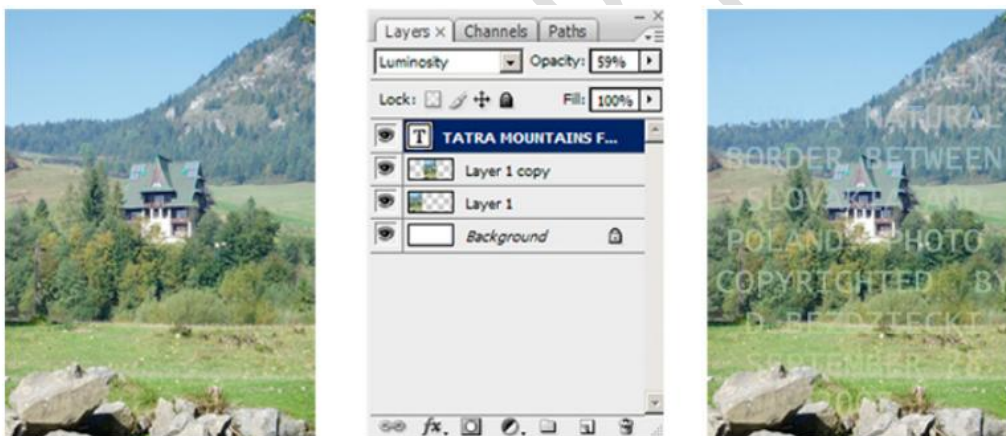 Layers × Channels Paths
Luminosity Opacity: 59%
Lock: Fill: 100%
T TATRA MOUNTAINS F...
Layer 1 copy
Layer 1
Background
fx.
A NATURAL
BORDER BETWEEN
POLAND PHOTO
COPYRIGHTED BY